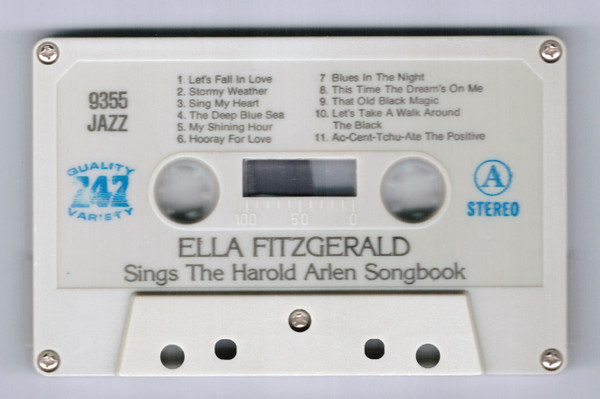 9355
JAZZ
1. Let's Fall In Love
2. Stormy Weather
3. Sing My Heart
4. The Deep Blue Sea
5. My Shining Hour
6. Hooray For Love
7 Blues In The Night
8. This Time The Dream's On Me
9. That Old Black Magic
10. Let's Take A Walk Around
The Black
11. Ac-Cent-Tchu-Ate The Positive
QUALITY
747
VARIETY
100 50 0
A
STEREO
ELLA FITZGERALD
Sings The Harold Arlen Songbook